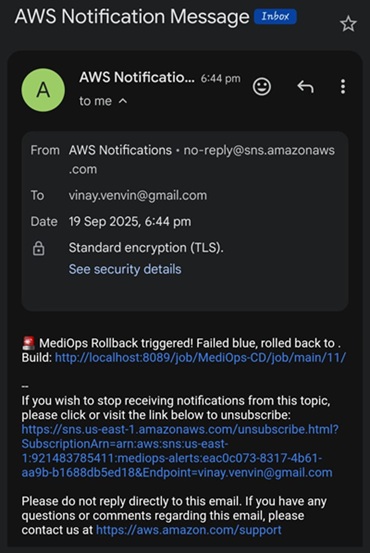 AWS Notification Message Inbox
A
AWS Notificatio... 6:44 pm
to me
From AWS Notifications • no-reply@sns.amazonaws
.com
To vinay.venvin@gmail.com
Date 19 Sep 2025, 6:44 pm
Standard encryption (TLS).
See security details
🚨 MediOps Rollback triggered! Failed blue, rolled back to .
Build: http://localhost:8089/job/MediOps-CD/job/main/11/
--
If you wish to stop receiving notifications from this topic,
please click or visit the link below to unsubscribe:
https://sns.us-east-1.amazonaws.com/unsubscribe.html?
SubscriptionArn=arn:aws:sns:us-east-
1:921483785411:mediops-alerts:eac0c073-8317-4b61-
aa9b-b1688db5ed18&Endpoint=vinay.venvin@gmail.com
Please do not reply directly to this email. If you have any
questions or comments regarding this email, please
contact us at https://aws.amazon.com/support